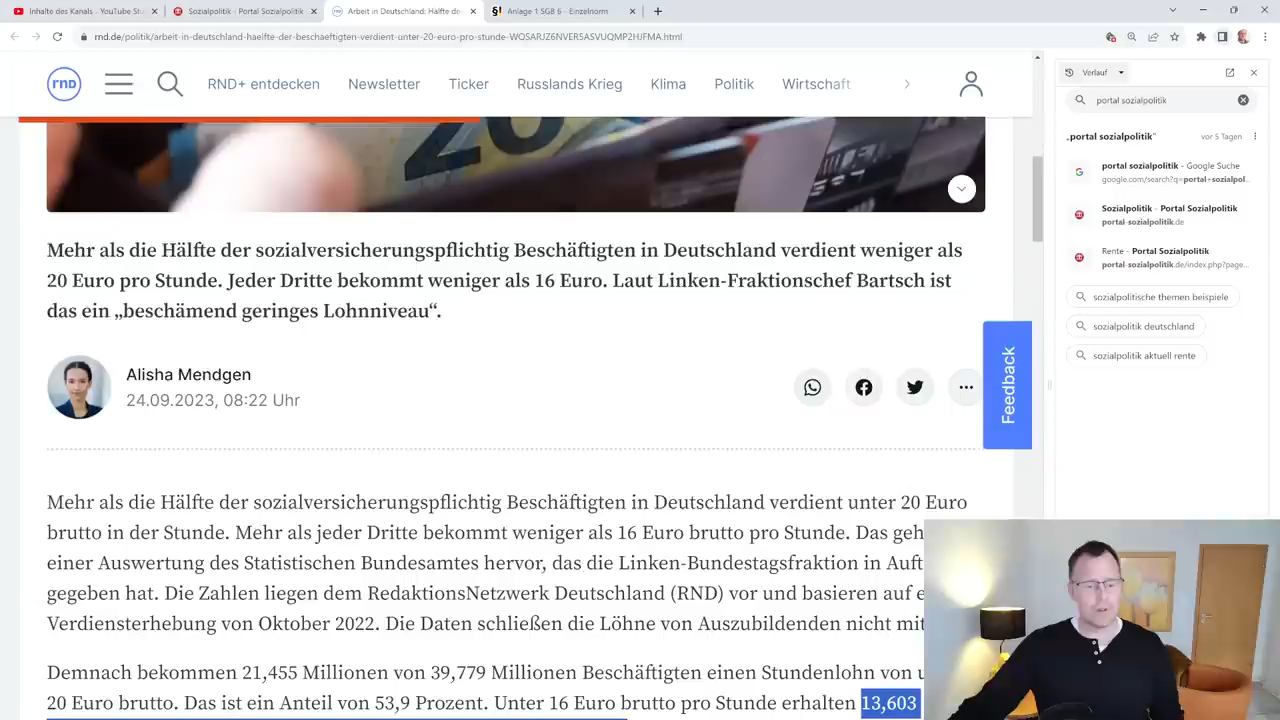 Inhalte des Kanals - YouTube Stu
Sozialpolitik - Portal Sozialpolitik
Arbeit in Deutschland: Hälfte de
Anlage 1 SGB 6 - Einzelnorm
rnd.de/politik/arbeit-in-deutschland-haelfte-der-beschaeftigten-verdient-unter-20-euro-pro-stunde-WQSARJZ6NVER5ASVUQMP2HJFMA.html
rnd
RND+ entdecken Newsletter Ticker Russlands Krieg Klima Politik Wirtschaft
20
Mehr als die Hälfte der sozialversicherungspflichtig Beschäftigten in Deutschland verdient weniger als
20 Euro pro Stunde. Jeder Dritte bekommt weniger als 16 Euro. Laut Linken-Fraktionschef Bartsch ist
das ein „beschämend geringes Lohnniveau“.
Alisha Mendgen
24.09.2023, 08:22 Uhr
Feedback
Mehr als die Hälfte der sozialversicherungspflichtig Beschäftigten in Deutschland verdient unter 20 Euro
brutto in der Stunde. Mehr als jeder Dritte bekommt weniger als 16 Euro brutto pro Stunde. Das geh
einer Auswertung des Statistischen Bundesamtes hervor, das die Linken-Bundestagsfraktion in Auft
gegeben hat. Die Zahlen liegen dem RedaktionsNetzwerk Deutschland (RND) vor und basieren auf e
Verdiensterhebung von Oktober 2022. Die Daten schließen die Löhne von Auszubildenden nicht mit
Demnach bekommen 21,455 Millionen von 39,779 Millionen Beschäftigten einen Stundenlohn von u
20 Euro brutto. Das ist ein Anteil von 53,9 Prozent. Unter 16 Euro brutto pro Stunde erhalten 13,603
Verlauf
portal sozialpolitik
„portal sozialpolitik“ vor 5 Tagen
portal sozialpolitik - Google Suche
google.com/search?q=portal+sozialpol...
Sozialpolitik - Portal Sozialpolitik
portal-sozialpolitik.de
Rente - Portal Sozialpolitik
portal-sozialpolitik.de/index.php?page...
sozialpolitische themen beispiele
sozialpolitik deutschland
sozialpolitik aktuell rente